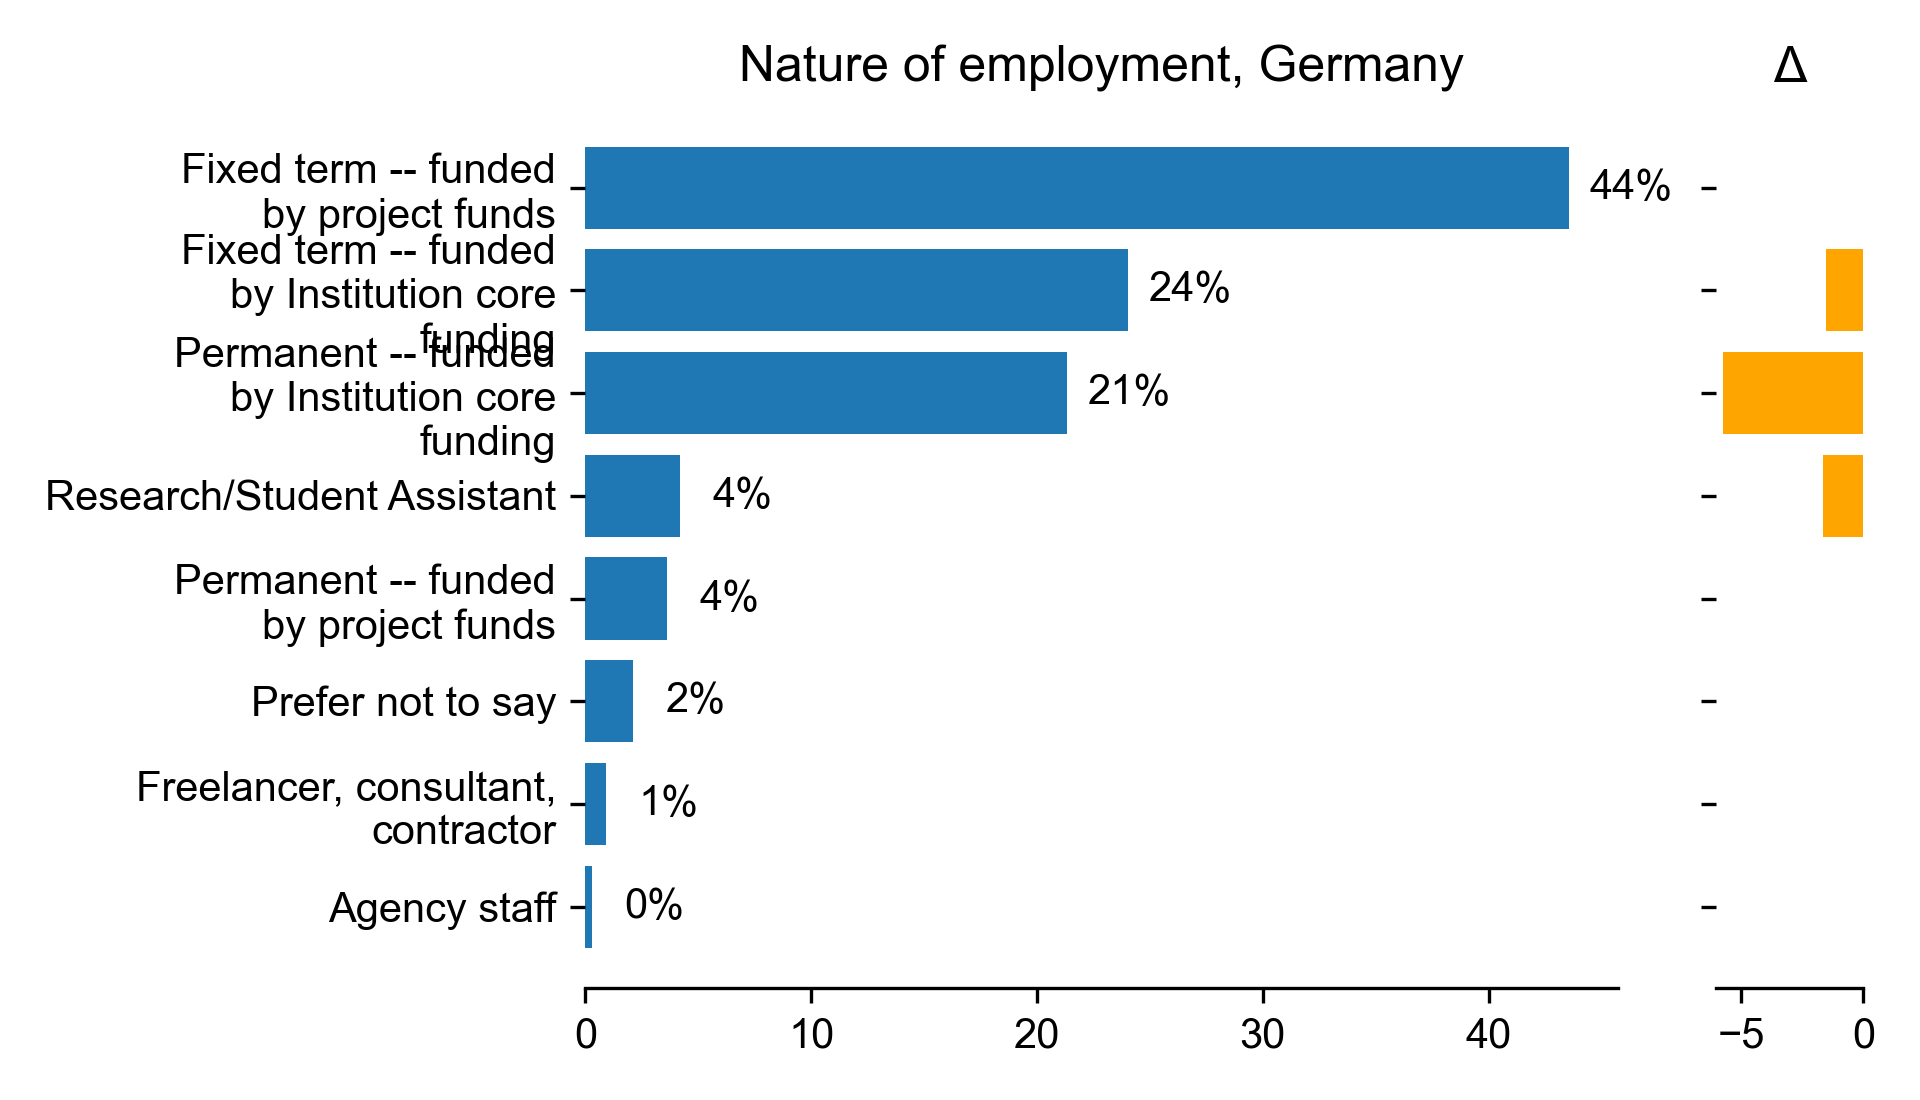 Nature of employment, Germany
Δ
Fixed term -- funded
by project funds
44%
Fixed term -- funded
by Institution core
funding
24%
Permanent -- funded
by Institution core
funding
21%
Research/Student Assistant
4%
Permanent -- funded
by project funds
4%
Prefer not to say
2%
Freelancer, consultant,
contractor
1%
Agency staff
0%
0 10 20 30 40
−5 0